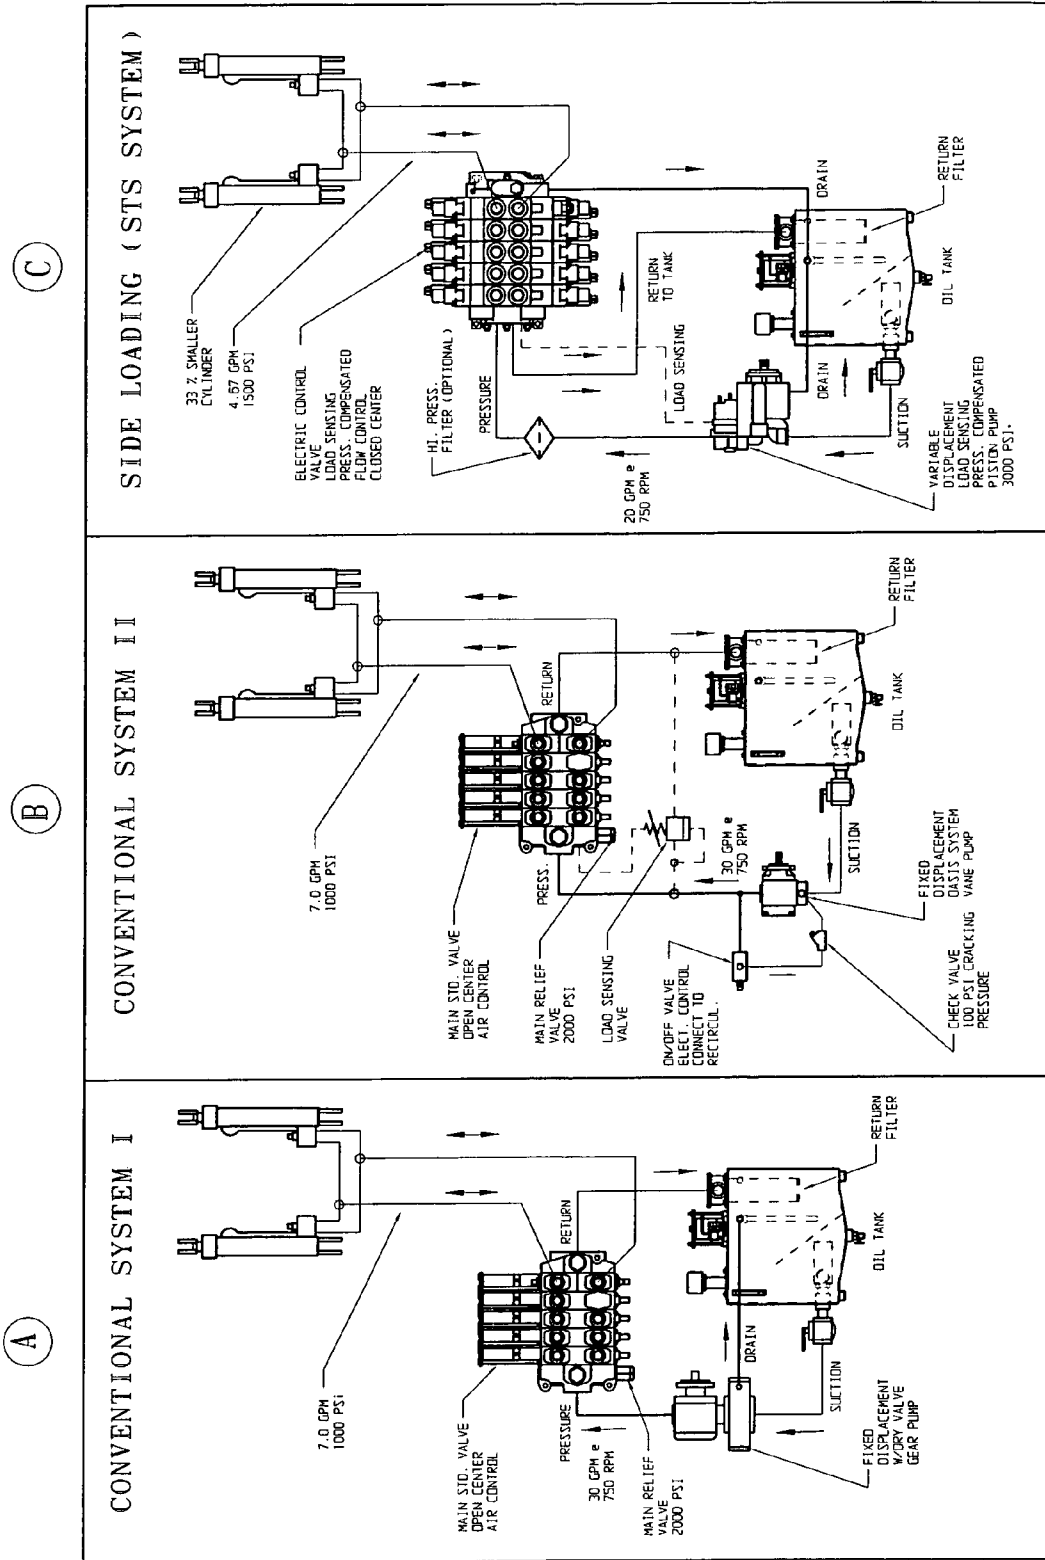 A
CONVENTIONAL SYSTEM I
7.0 GPM
1000 PSI
MAIN STD. VALVE
OPEN CENTER
AIR CONTROL
PRESSURE
RETURN
30 GPM @
750 RPM
MAIN RELIEF
VALVE
2000 PSI
DRAIN
SUCTION
FIXED
DISPLACEMENT
W/DRY VALVE
GEAR PUMP
OIL TANK
RETURN
FILTER
B
CONVENTIONAL SYSTEM II
7.0 GPM
1000 PSI
MAIN STD. VALVE
OPEN CENTER
AIR CONTROL
PRESS.
RETURN
MAIN RELIEF
VALVE
2000 PSI
LOAD SENSING
VALVE
30 GPM @
750 RPM
ON/OFF VALVE
ELECT. CONTROL
CONNECT TO
RECIRCUL.
SUCTION
FIXED
DISPLACEMENT
OASIS SYSTEM
VANE PUMP
CHECK VALVE
100 PSI CRACKING
PRESSURE
OIL TANK
RETURN
FILTER
C
SIDE LOADING (STS SYSTEM)
33 % SMALLER
CYLINDER
4.67 GPM
1500 PSI
ELECTRIC CONTROL
VALVE
LOAD SENSING
PRESS. COMPENSATED
FLOW CONTROL
CLOSED CENTER
HI. PRESS.
FILTER (OPTIONAL)
PRESSURE
RETURN
TO TANK
LOAD SENSING
20 GPM @
750 RPM
DRAIN
DRAIN
SUCTION
VARIABLE
DISPLACEMENT
LOAD SENSING
PRESS. COMPENSATED
PISTON PUMP
3000 PSI.
OIL TANK
RETURN
FILTER